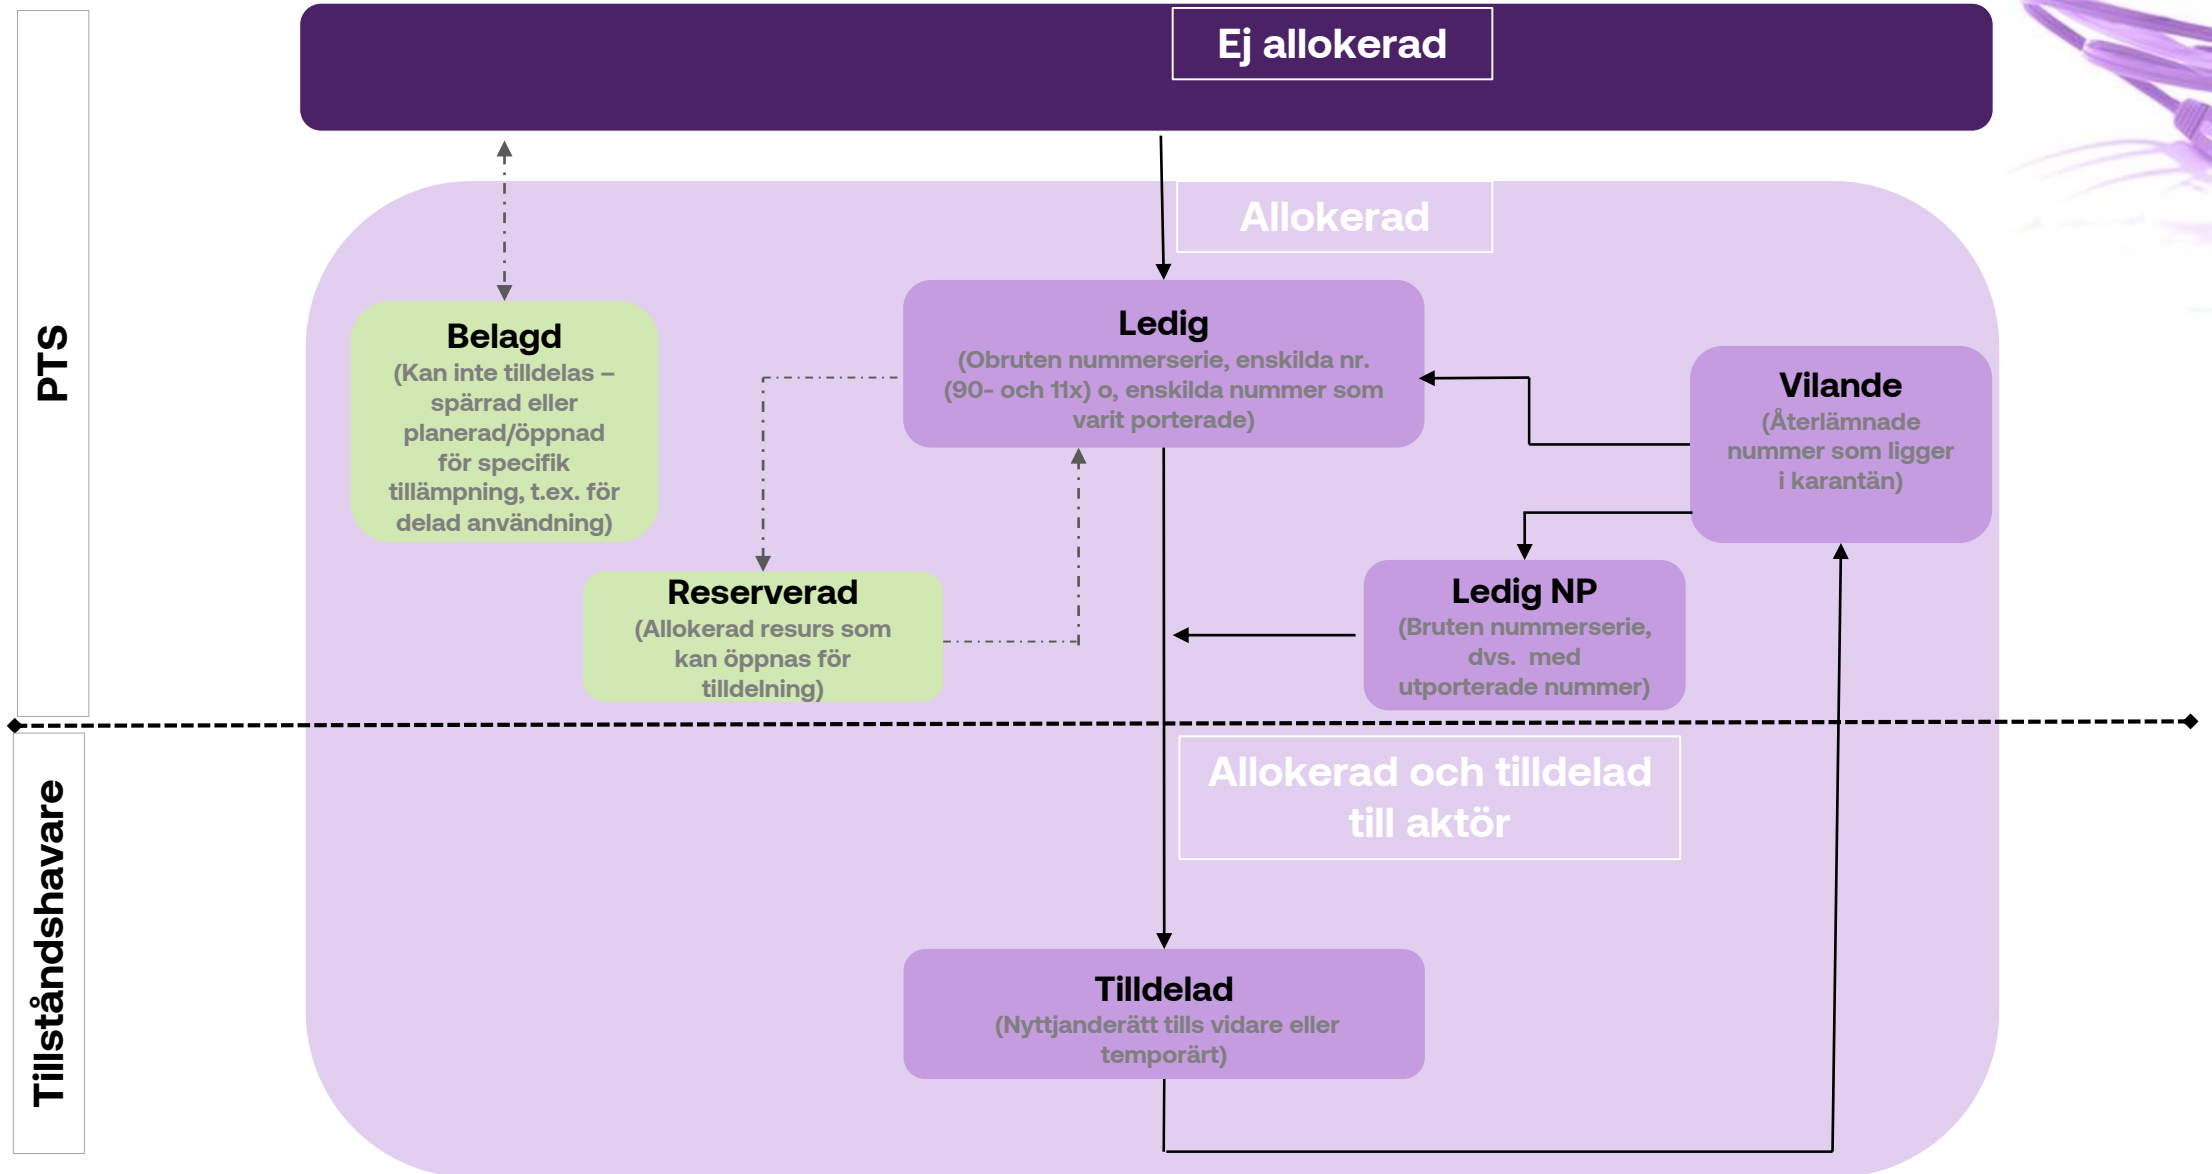 Ej allokerad
Allokerad
PTS
Belagd
(Kan inte tilldelas –
spärrad eller
planerad/öppnad
för specifik
tillämpning, t.ex. för
delad användning)
Ledig
(Obruten nummerserie, enskilda nr.
(90- och 11x) o, enskilda nummer som
varit porterade)
Vilande
(Återlämnade
nummer som ligger
i karantän)
Reserverad
(Allokerad resurs som
kan öppnas för
tilldelning)
Ledig NP
(Bruten nummerserie,
dvs. med
utporterade nummer)
Tillståndshavare
Allokerad och tilldelad
till aktör
Tilldelad
(Nyttjanderätt tills vidare eller
temporärt)